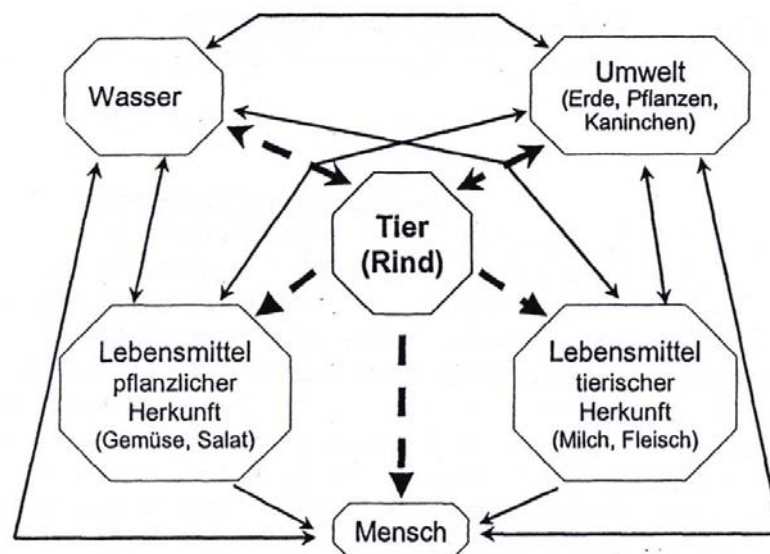 Wasser
Umwelt
(Erde, Pflanzen,
Kaninchen)
Tier
(Rind)
Lebensmittel
pflanzlicher
Herkunft
(Gemüse, Salat)
Lebensmittel
tierischer
Herkunft
(Milch, Fleisch)
Mensch